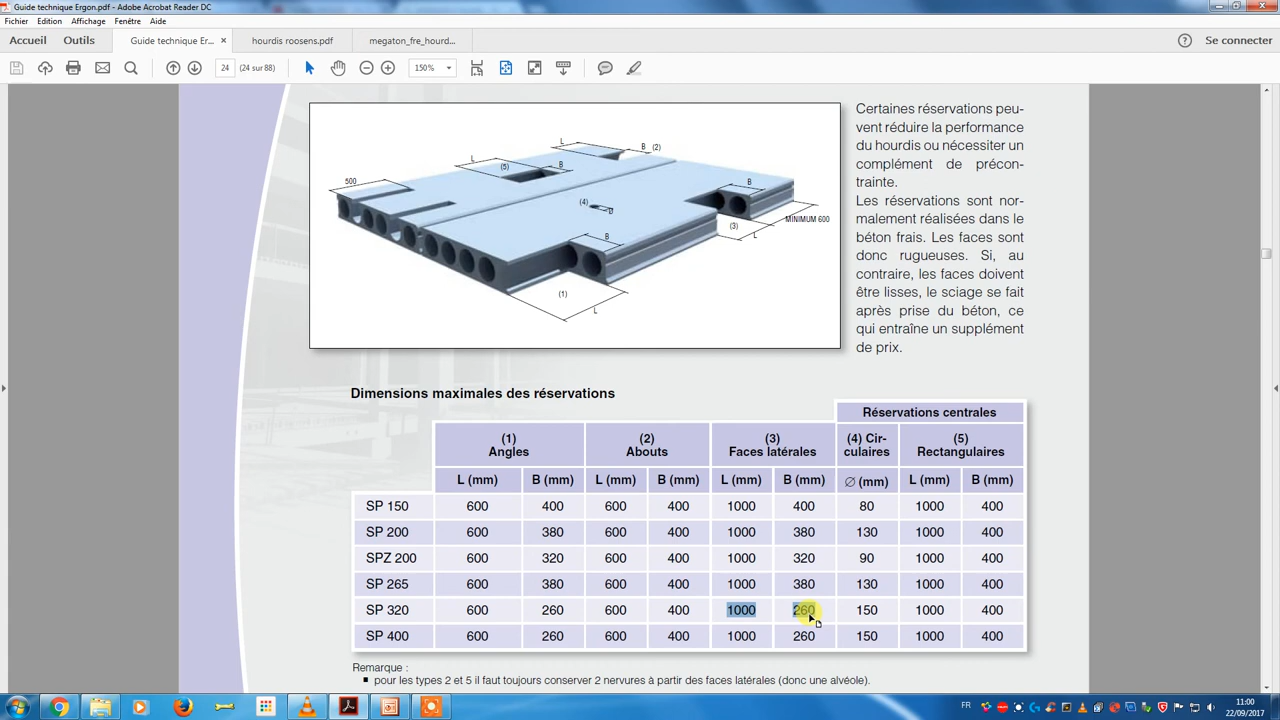 Guide technique Ergon.pdf - Adobe Acrobat Reader DC
Fichier Edition Affichage Fenêtre Aide
Accueil Outils Guide technique Er... × hourdis roosens.pdf megaton_fre_hourd... ? Se connecter
24 (24 sur 88) 150%
500 L (5) B L B (2)
(4) Ø B MINIMUM 600
(3) L
B
(1) L
Certaines réservations peu-
vent réduire la performance
du hourdis ou nécessiter un
complément de précon-
trainte.
Les réservations sont nor-
malement réalisées dans le
béton frais. Les faces sont
donc rugueuses. Si, au
contraire, les faces doivent
être lisses, le sciage se fait
après prise du béton, ce
qui entraîne un supplément
de prix.
Dimensions maximales des réservations
Réservations centrales
(1) (2) (3) (4) Cir- (5)
Angles Abouts Faces latérales culaires Rectangulaires
L (mm) B (mm) L (mm) B (mm) L (mm) B (mm) ∅ (mm) L (mm) B (mm)
SP 150 600 400 600 400 1000 400 80 1000 400
SP 200 600 380 600 400 1000 380 130 1000 400
SPZ 200 600 320 600 400 1000 320 90 1000 400
SP 265 600 380 600 400 1000 380 130 1000 400
SP 320 600 260 600 400 1000 260 150 1000 400
SP 400 600 260 600 400 1000 260 150 1000 400
Remarque :
▪ pour les types 2 et 5 il faut toujours conserver 2 nervures à partir des faces latérales (donc une alvéole).
FR 11:00
22/09/2017